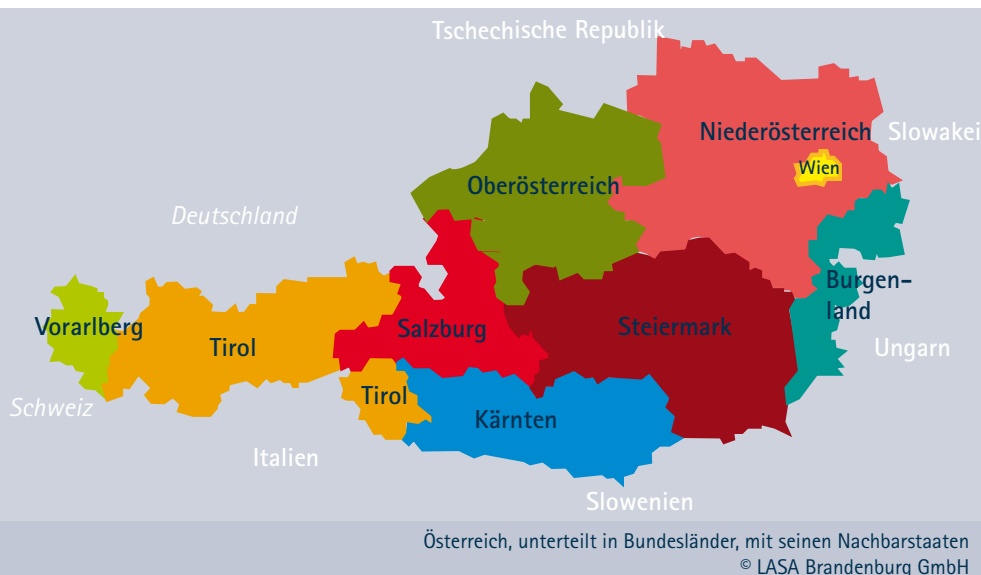 Tschechische Republik
Niederösterreich
Slowakei
Wien
Oberösterreich
Deutschland
Burgen-
land
Vorarlberg
Tirol
Salzburg
Steiermark
Ungarn
Tirol
Schweiz
Kärnten
Italien
Slowenien
Österreich, unterteilt in Bundesländer, mit seinen Nachbarstaaten
© LASA Brandenburg GmbH